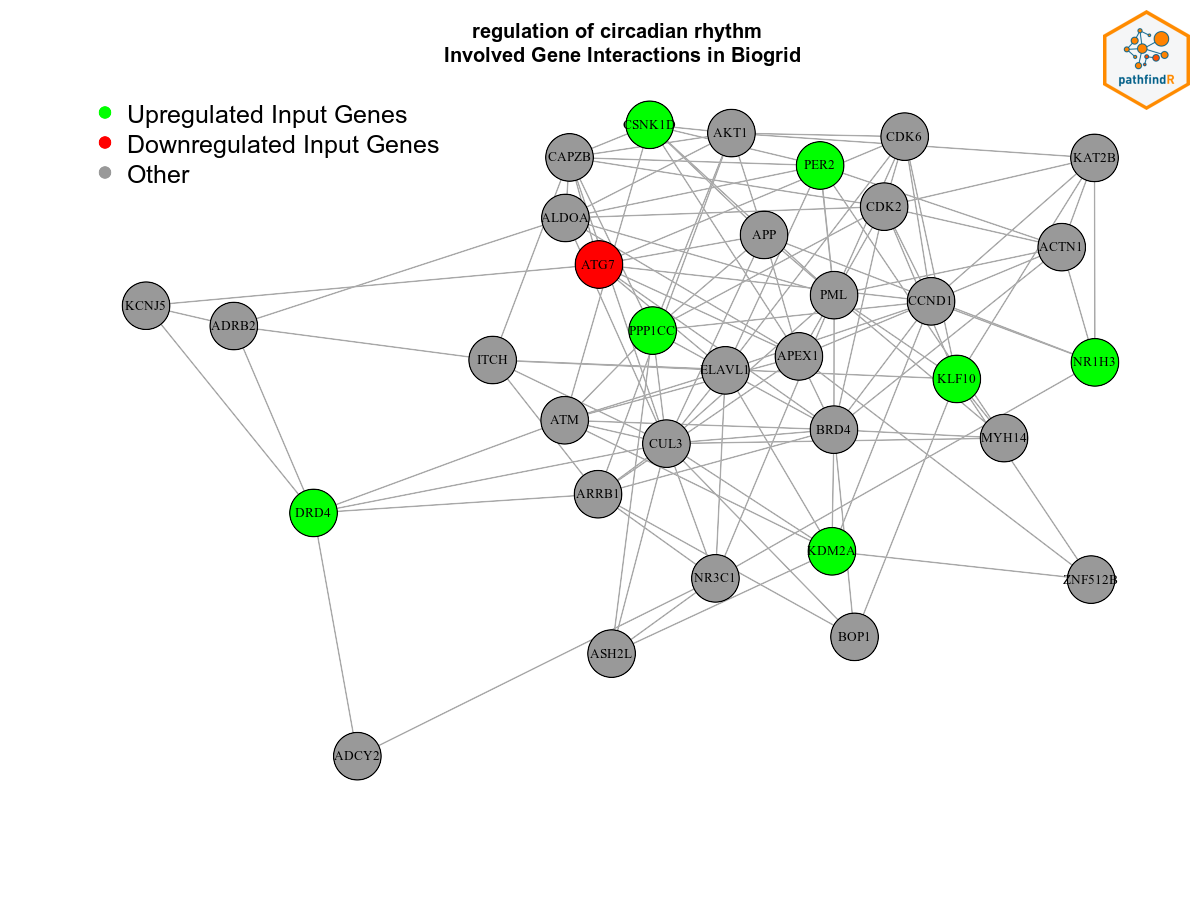 regulation of circadian rhythm
Involved Gene Interactions in Biogrid
pathfindR
Upregulated Input Genes
Downregulated Input Genes
Other
CSNK1D
AKT1
CDK6
CAPZB
PER2
KAT2B
ALDOA
CDK2
APP
ACTN1
ATG7
PML
CCND1
KCNJ5
ADRB2
PPP1CC
ITCH
APEX1
NR1H3
ELAVL1
KLF10
ATM
BRD4
MYH14
CUL3
ARRB1
DRD4
KDM2A
NR3C1
ZNF512B
BOP1
ASH2L
ADCY2